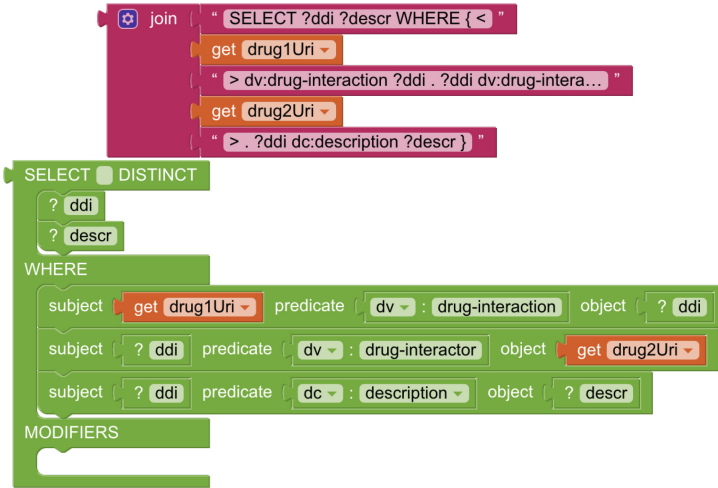 join “ SELECT ?ddi ?descr WHERE { < ”
get drug1Uri
“ > dv:drug-interaction ?ddi . ?ddi dv:drug-intera… ”
get drug2Uri
“ > . ?ddi dc:description ?descr } ”
SELECT DISTINCT
? ddi
? descr
WHERE
subject get drug1Uri predicate dv : drug-interaction object ? ddi
subject ? ddi predicate dv : drug-interactor object get drug2Uri
subject ? ddi predicate dc : description object ? descr
MODIFIERS